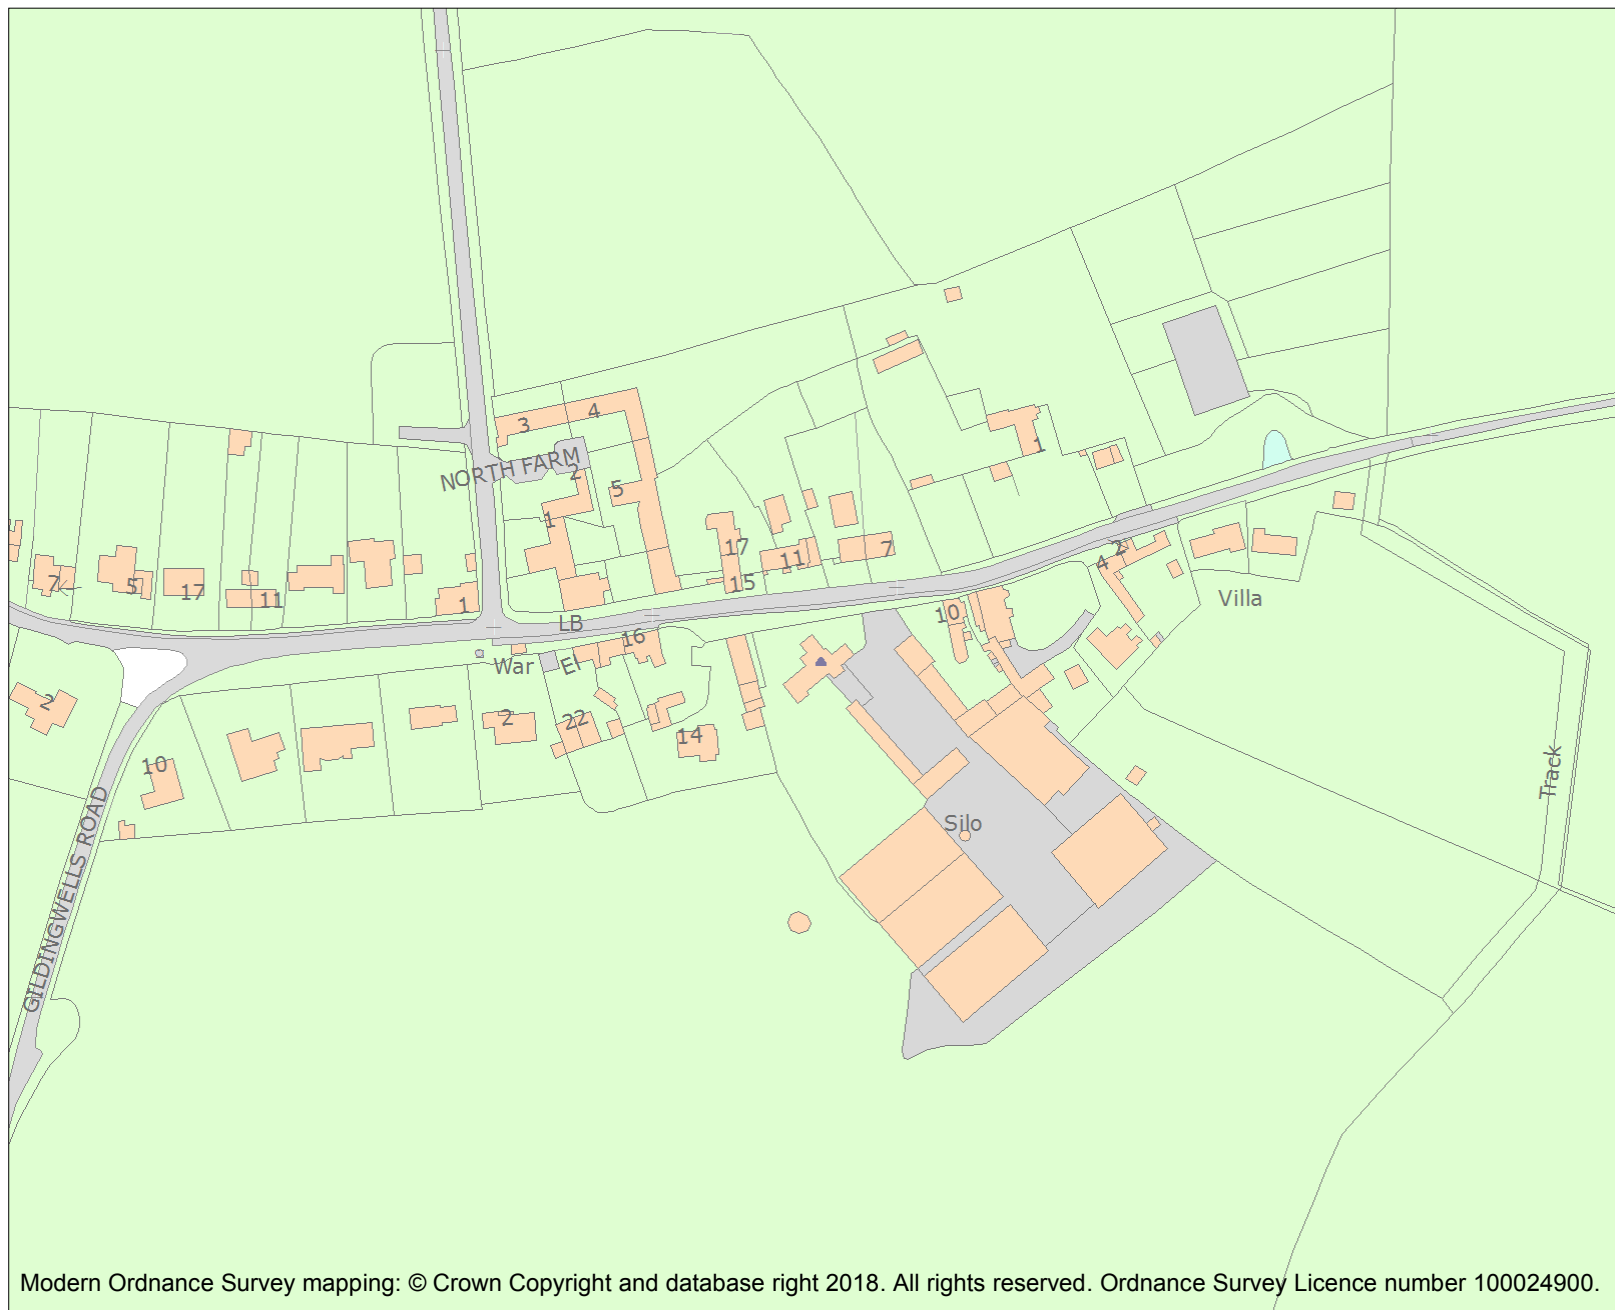 3
4
NORTH FARM
2
5
1
1
17
11
7
15
2
4
7
5
17
11
1
LB
10
Villa
16
War
El
2
22
2
14
10
Track
Silo
GILDINGWELLS ROAD
Modern Ordnance Survey mapping: © Crown Copyright and database right 2018. All rights reserved. Ordnance Survey Licence number 100024900.